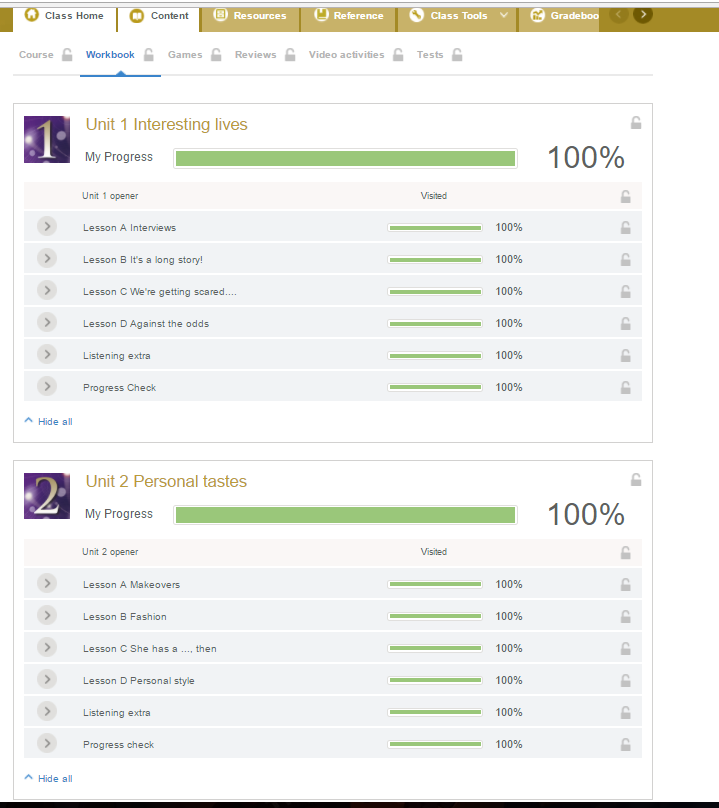 Class Home Content Resources Reference Class Tools Gradeboo
Course Workbook Games Reviews Video activities Tests
1 Unit 1 Interesting lives
My Progress 100%
Unit 1 opener Visited
Lesson A Interviews 100%
Lesson B It's a long story! 100%
Lesson C We're getting scared.... 100%
Lesson D Against the odds 100%
Listening extra 100%
Progress Check 100%
Hide all
2 Unit 2 Personal tastes
My Progress 100%
Unit 2 opener Visited
Lesson A Makeovers 100%
Lesson B Fashion 100%
Lesson C She has a ..., then 100%
Lesson D Personal style 100%
Listening extra 100%
Progress check 100%
Hide all